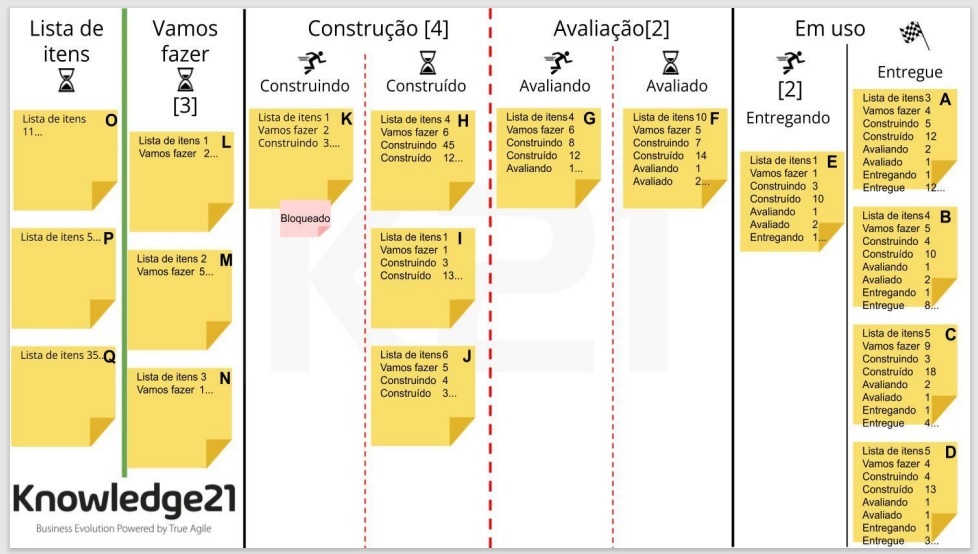 Lista de
itens
Vamos
fazer
[3]
Construção [4]
Construindo
Construído
Avaliação[2]
Avaliando
Avaliado
Em uso
[2]
Entregando
Entregue
O
Lista de itens
11...
P
Lista de itens 5...
Q
Lista de itens 35...
L
Lista de itens 1
Vamos fazer 2...
M
Lista de itens 2
Vamos fazer 5...
N
Lista de itens 3
Vamos fazer 1...
K
Lista de itens 1
Vamos fazer 2
Construindo 3....
Bloqueado
H
Lista de itens 4
Vamos fazer 6
Construindo 45
Construído 12...
I
Lista de itens 1
Vamos fazer 1
Construindo 3
Construído 13...
J
Lista de itens 6
Vamos fazer 5
Construindo 4
Construído 3...
G
Lista de itens 4
Vamos fazer 6
Construindo 8
Construído 12
Avaliando 1...
F
Lista de itens 10
Vamos fazer 5
Construindo 7
Construído 14
Avaliando 1
Avaliado 2...
E
Lista de itens 1
Vamos fazer 1
Construindo 3
Construído 10
Avaliando 1
Avaliado 2
Entregando 1...
A
Lista de itens 3
Vamos fazer 4
Construindo 5
Construído 12
Avaliando 2
Avaliado 1
Entregando 1
Entregue 12...
B
Lista de itens 4
Vamos fazer 5
Construindo 4
Construído 10
Avaliando 1
Avaliado 2
Entregando 1
Entregue 8...
C
Lista de itens 5
Vamos fazer 9
Construindo 3
Construído 18
Avaliando 2
Avaliado 1
Entregando 1
Entregue 4...
D
Lista de itens 5
Vamos fazer 4
Construindo 4
Construído 13
Avaliando 1
Avaliado 1
Entregando 1
Entregue 3...
K21
Knowledge21
Business Evolution Powered by True Agile